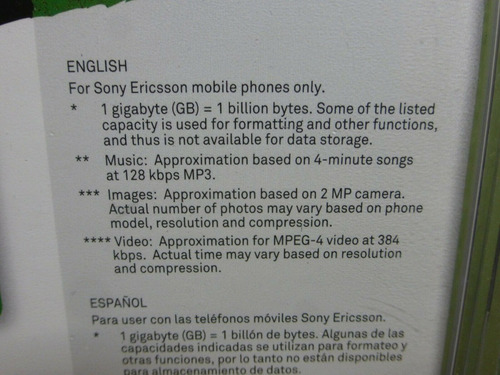 ENGLISH
For Sony Ericsson mobile phones only.
* 1 gigabyte (GB) = 1 billion bytes. Some of the listed
capacity is used for formatting and other functions,
and thus is not available for data storage.
** Music: Approximation based on 4-minute songs
at 128 kbps MP3.
*** Images: Approximation based on 2 MP camera.
Actual number of photos may vary based on phone
model, resolution and compression.
**** Video: Approximation for MPEG-4 video at 384
kbps. Actual time may vary based on resolution
and compression.
ESPAÑOL
Para user con las teléfonos móviles Sony Ericsson.
* 1 gigabyte (GB) = 1 billón de bytes. Algunas de las
capacidades indicadas se utilizan para formateo y
otras funciones, por lo tanto no están disponibles
para almacenamiento de datos.